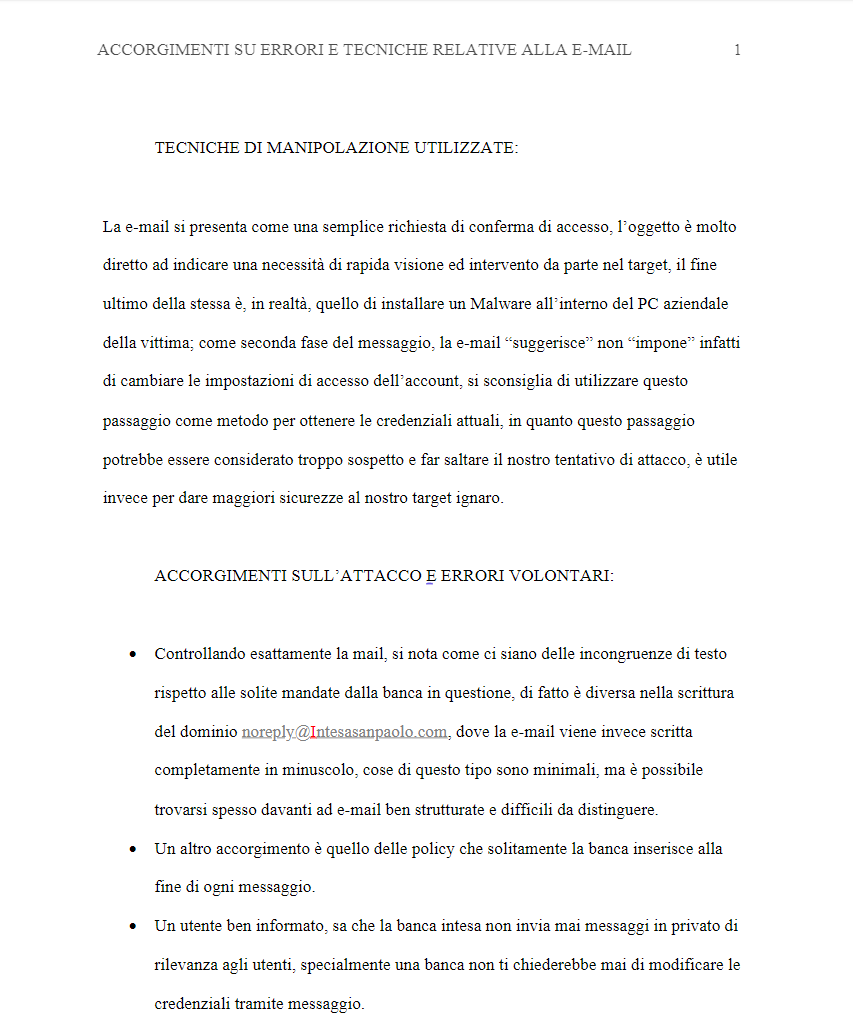 ACCORGIMENTI SU ERRORI E TECNICHE RELATIVE ALLA E-MAIL 1
TECNICHE DI MANIPOLAZIONE UTILIZZATE:
La e-mail si presenta come una semplice richiesta di conferma di accesso, l’oggetto è molto
diretto ad indicare una necessità di rapida visione ed intervento da parte nel target, il fine
ultimo della stessa è, in realtà, quello di installare un Malware all’interno del PC aziendale
della vittima; come seconda fase del messaggio, la e-mail “suggerisce” non “impone” infatti
di cambiare le impostazioni di accesso dell’account, si sconsiglia di utilizzare questo
passaggio come metodo per ottenere le credenziali attuali, in quanto questo passaggio
potrebbe essere considerato troppo sospetto e far saltare il nostro tentativo di attacco, è utile
invece per dare maggiori sicurezze al nostro target ignaro.
ACCORGIMENTI SULL’ATTACCO E ERRORI VOLONTARI:
• Controllando esattamente la mail, si nota come ci siano delle incongruenze di testo
rispetto alle solite mandate dalla banca in questione, di fatto è diversa nella scrittura
del dominio noreply@Intesasanpaolo.com, dove la e-mail viene invece scritta
completamente in minuscolo, cose di questo tipo sono minimali, ma è possibile
trovarsi spesso davanti ad e-mail ben strutturate e difficili da distinguere.
• Un altro accorgimento è quello delle policy che solitamente la banca inserisce alla
fine di ogni messaggio.
• Un utente ben informato, sa che la banca intesa non invia mai messaggi in privato di
rilevanza agli utenti, specialmente una banca non ti chiederebbe mai di modificare le
credenziali tramite messaggio.